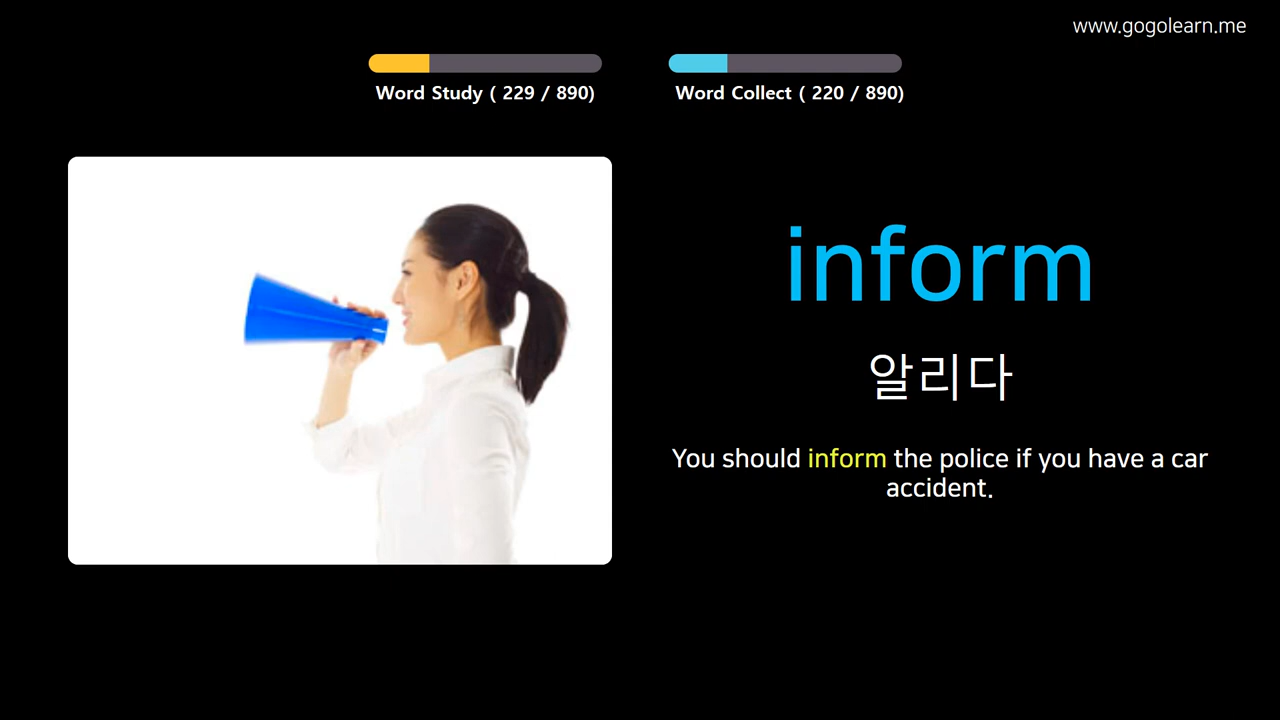 www.gogolearn.me
Word Study ( 229 / 890)
Word Collect ( 220 / 890)
inform
알리다
You should inform the police if you have a car
accident.